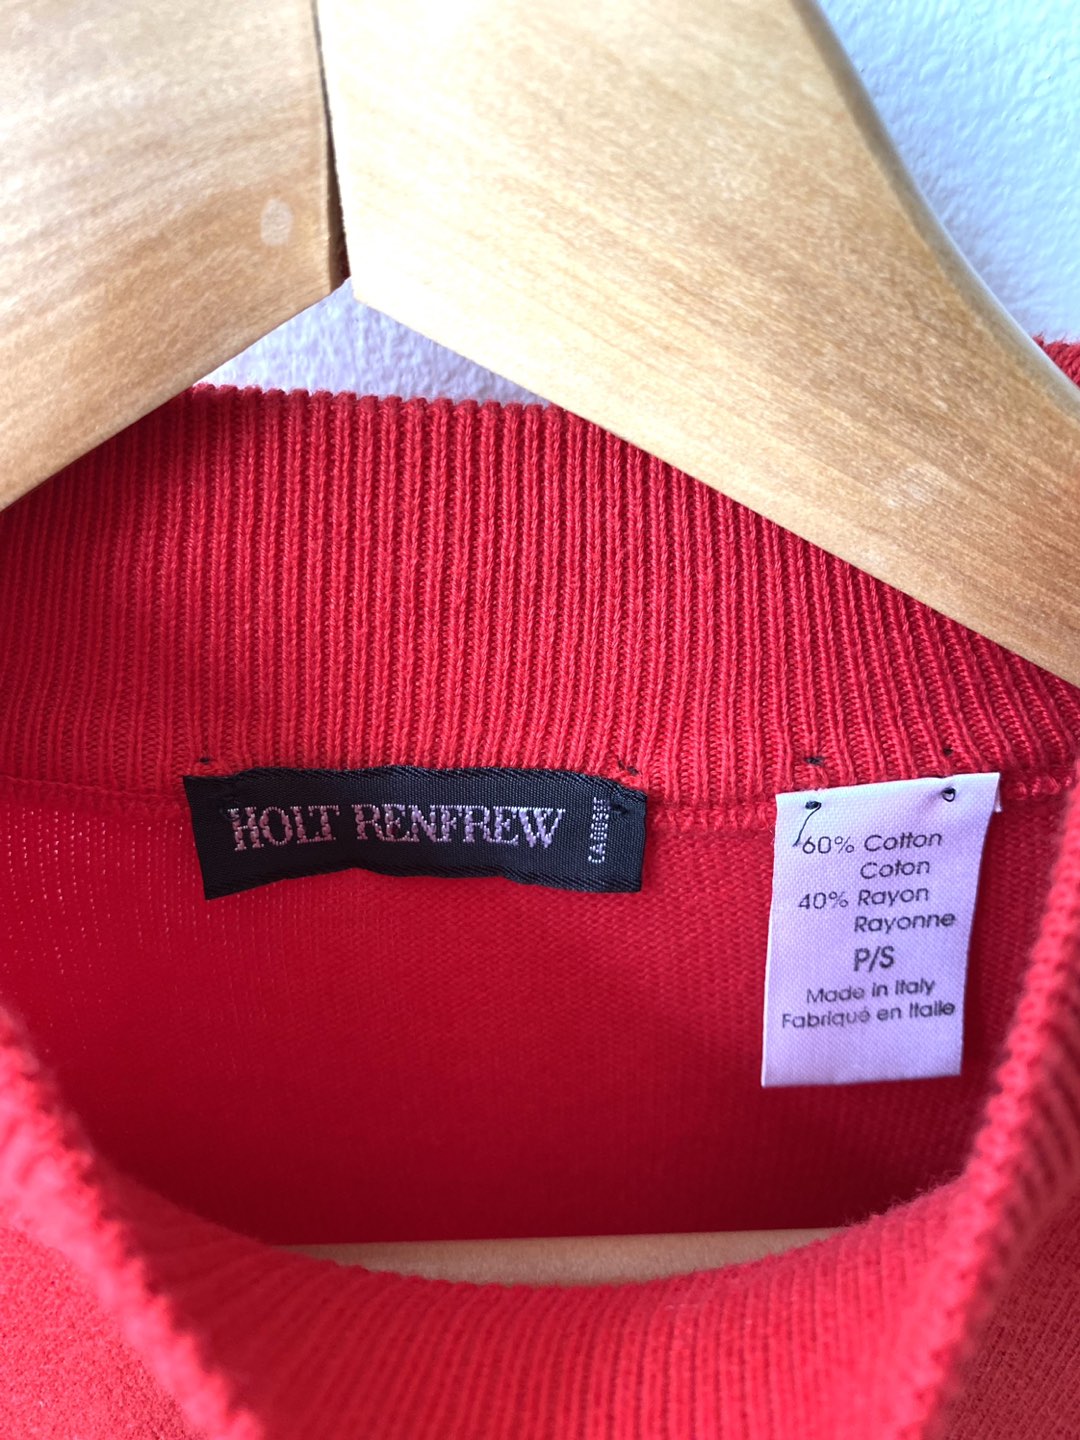 HOLT RENFREW
60% Cotton
Coton
40% Rayon
Rayonne
P/S
Made in Italy
Fabriqué en Italie